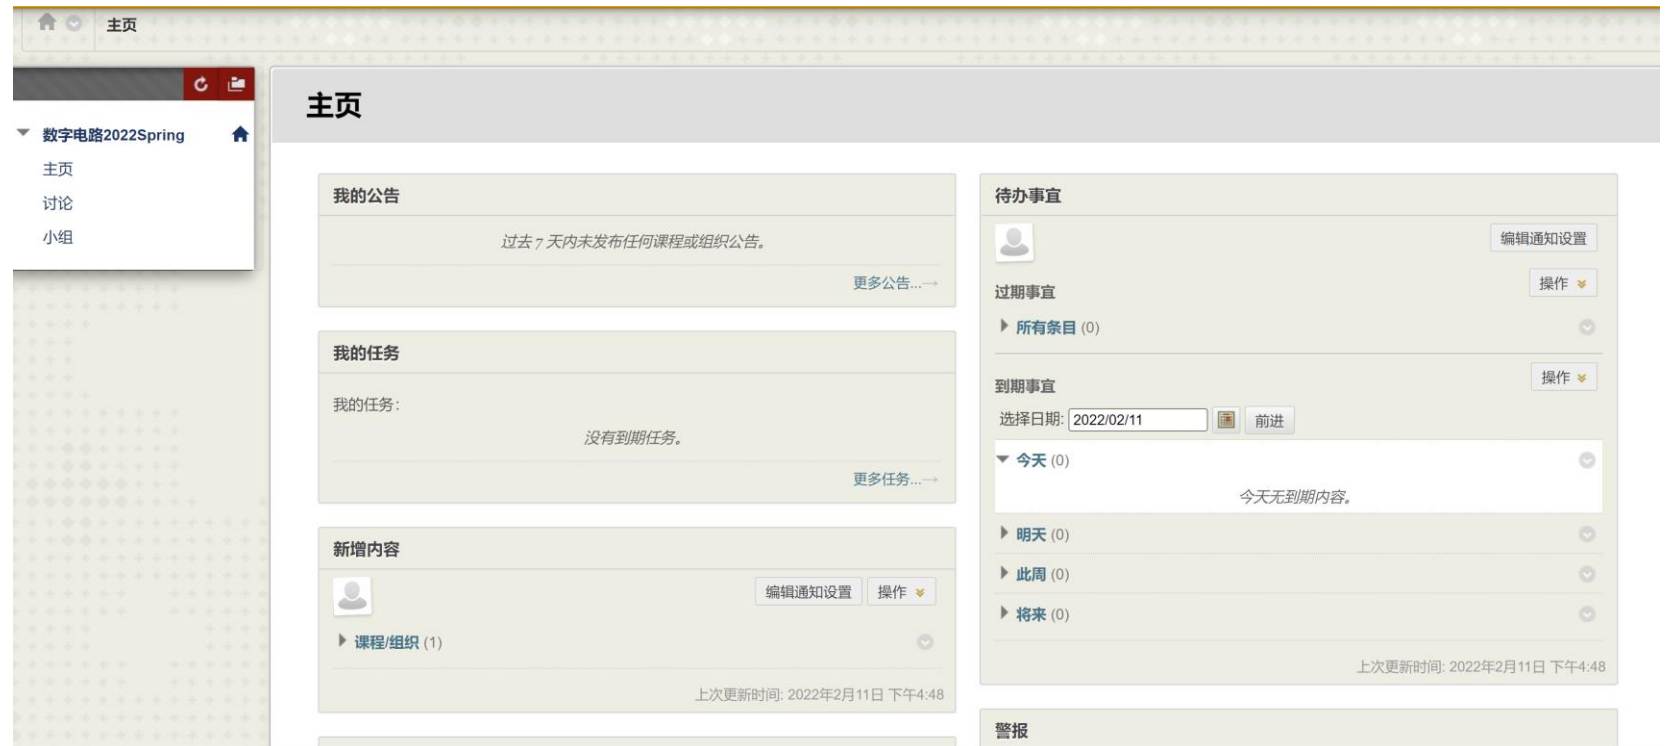 主页
数字电路2022Spring
主页
讨论
小组
主页
我的公告
过去 7 天内未发布任何课程或组织公告。
更多公告...→
我的任务
我的任务:
没有到期任务。
更多任务...→
新增内容
编辑通知设置 操作
课程/组织 (1)
上次更新时间: 2022年2月11日 下午4:48
待办事宜
编辑通知设置
过期事宜 操作
所有条目 (0)
到期事宜 操作
选择日期: 2022/02/11 前进
今天 (0)
今天无到期内容。
明天 (0)
此周 (0)
将来 (0)
上次更新时间: 2022年2月11日 下午4:48
警报